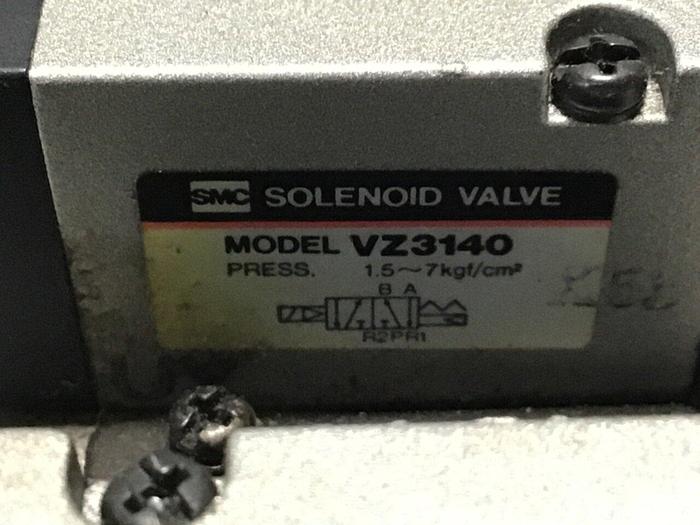 SMC SOLENOID VALVE
MODEL VZ3140
PRESS. 1.5~7kgf/cm²
B A
R2PR1